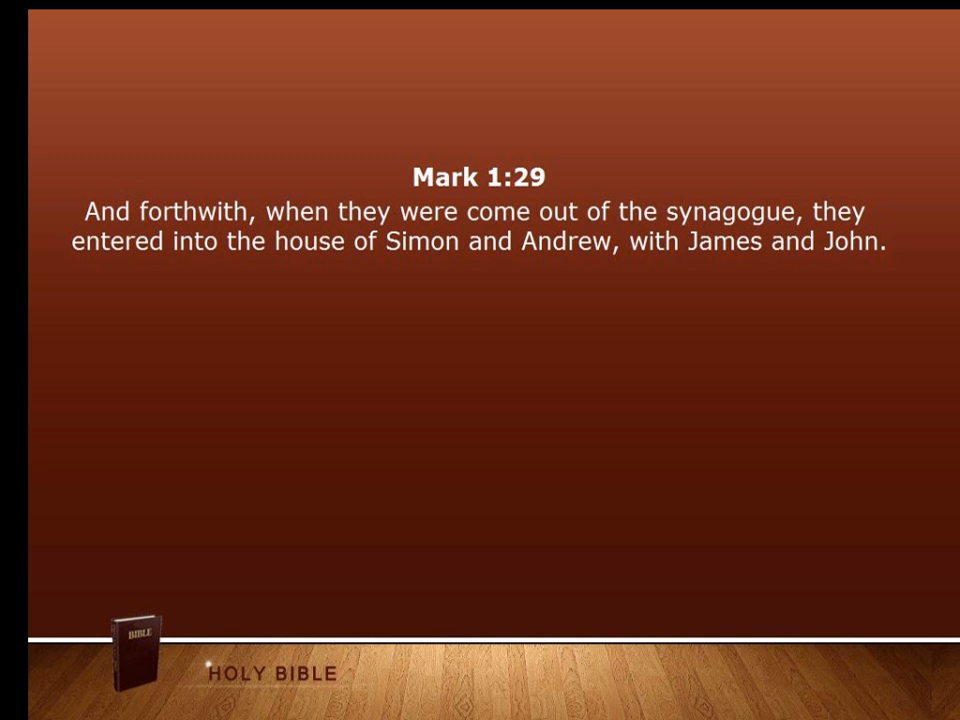 Mark 1:29
And forthwith, when they were come out of the synagogue, they
entered into the house of Simon and Andrew, with James and John.
BIBLE
HOLY BIBLE